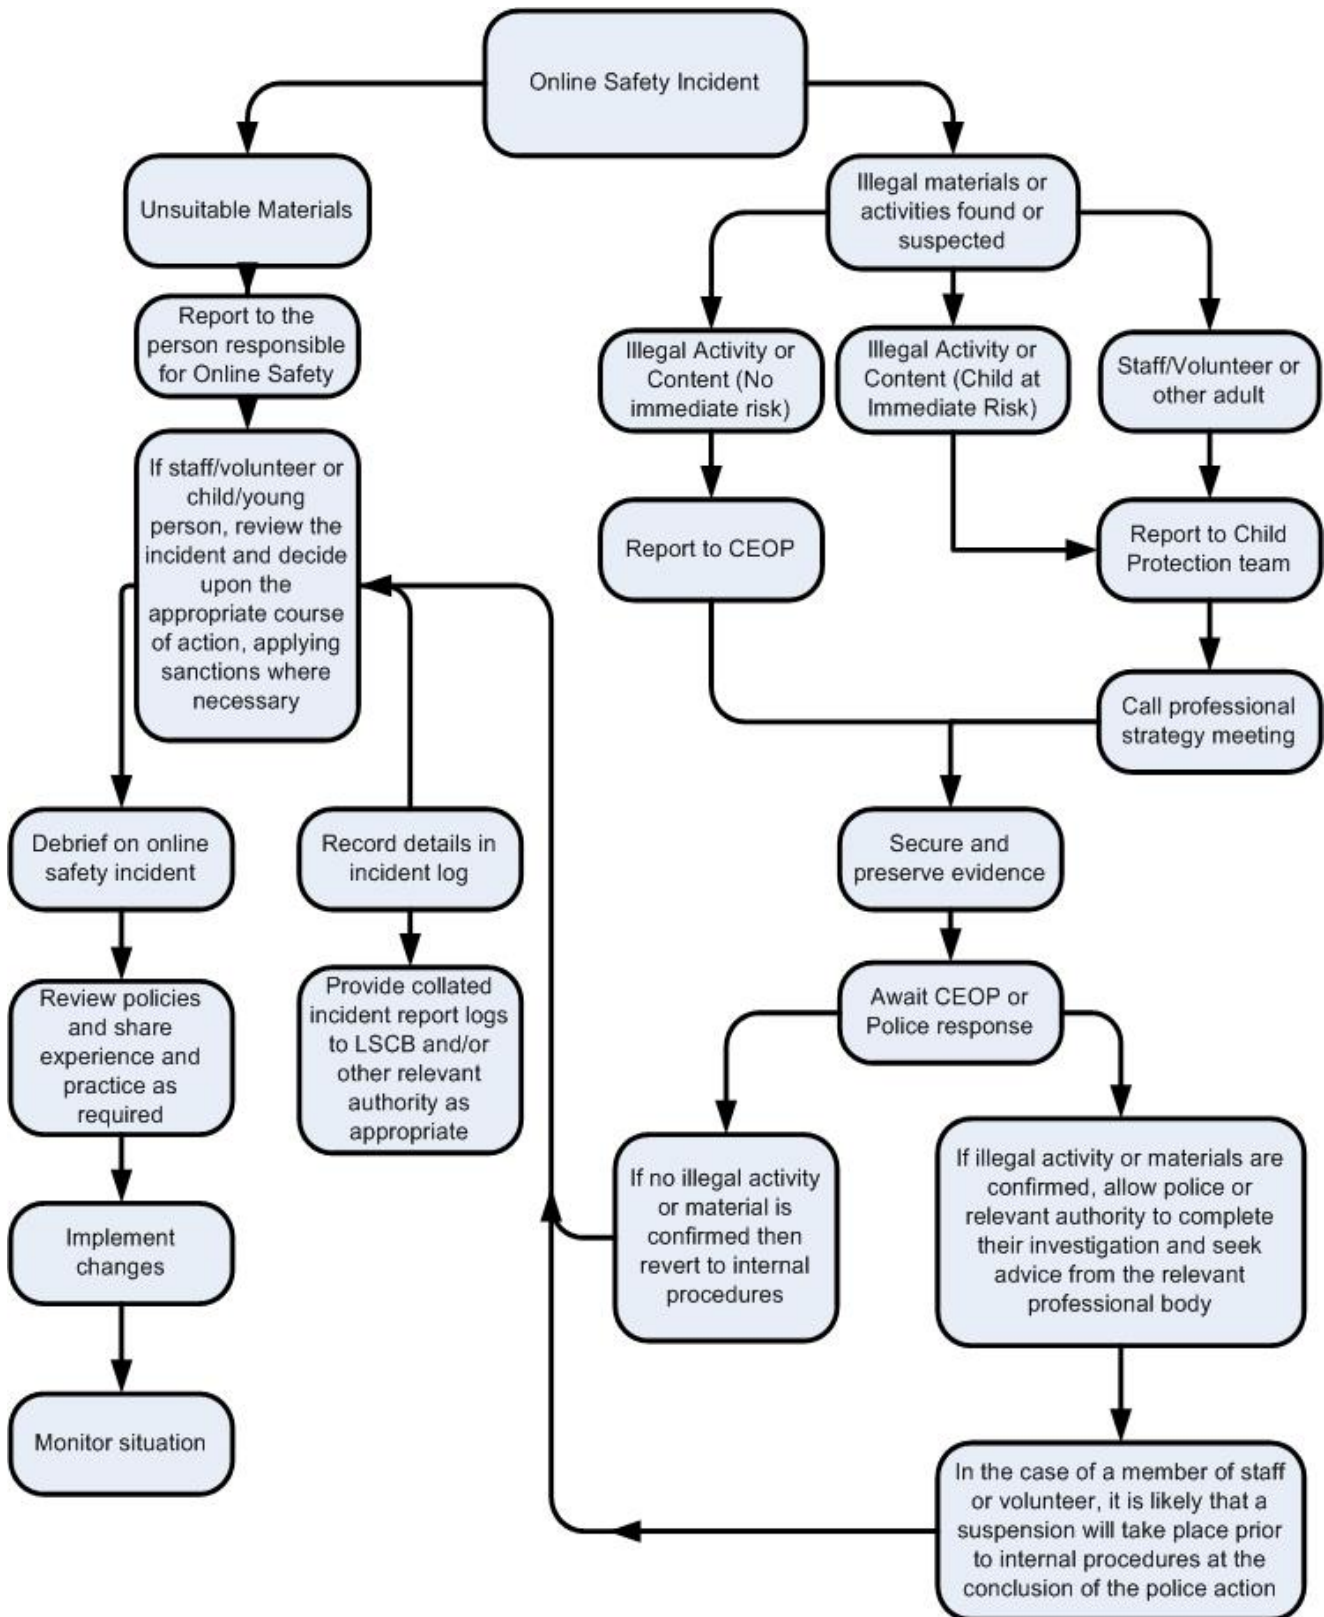 Online Safety Incident
Unsuitable Materials
Illegal materials or
activities found or
suspected
Report to the
person responsible
for Online Safety
Illegal Activity or
Content (No
immediate risk)
Illegal Activity or
Content (Child at
Immediate Risk)
Staff/Volunteer or
other adult
If staff/volunteer or
child/young
person, review the
incident and decide
upon the
appropriate course
of action, applying
sanctions where
necessary
Report to CEOP
Report to Child
Protection team
Call professional
strategy meeting
Debrief on online
safety incident
Record details in
incident log
Secure and
preserve evidence
Review policies
and share
experience and
practice as
required
Provide collated
incident report logs
to LSCB and/or
other relevant
authority as
appropriate
Await CEOP or
Police response
If no illegal activity
or material is
confirmed then
revert to internal
procedures
If illegal activity or materials are
confirmed, allow police or
relevant authority to complete
their investigation and seek
advice from the relevant
professional body
Implement
changes
Monitor situation
In the case of a member of staff
or volunteer, it is likely that a
suspension will take place prior
to internal procedures at the
conclusion of the police action